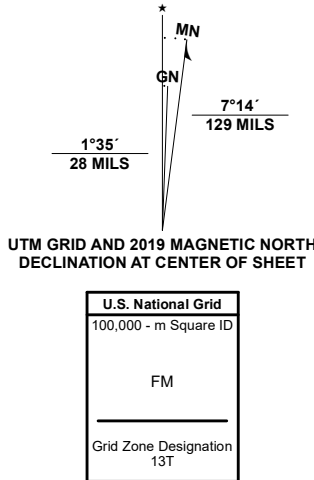 ★
MN
GN
7°14´
129 MILS
1°35´
28 MILS
UTM GRID AND 2019 MAGNETIC NORTH
DECLINATION AT CENTER OF SHEET
U.S. National Grid
100,000 - m Square ID
FM
Grid Zone Designation
13T